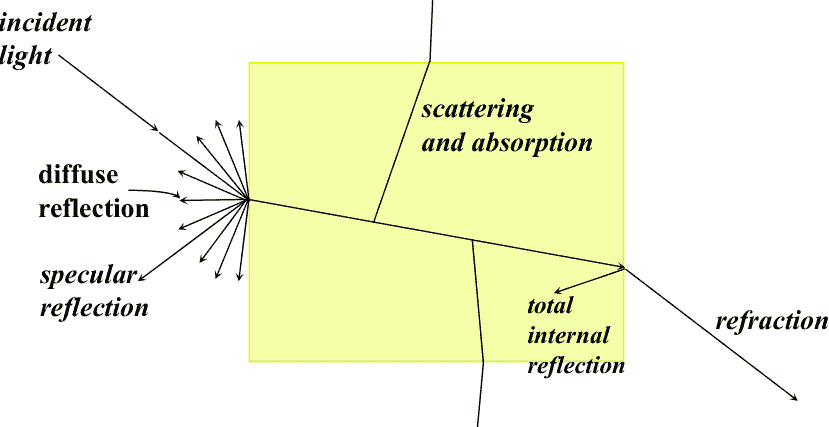 incident
light
scattering
and absorption
diffuse
reflection
specular
reflection
total
internal
reflection
refraction